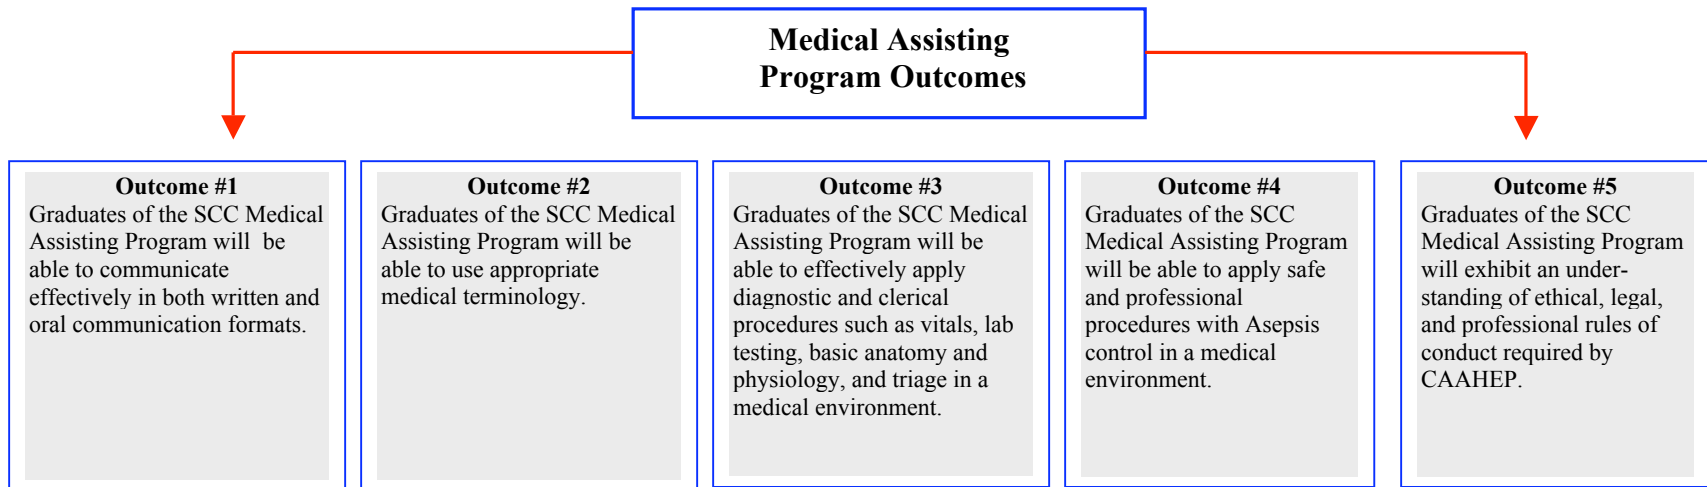 Medical Assisting
Program Outcomes
Outcome #1
Graduates of the SCC Medical
Assisting Program will  be
able to communicate
effectively in both written and
oral communication formats.
Outcome #2
Graduates of the SCC Medical
Assisting Program will be
able to use appropriate
medical terminology.
Outcome #3
Graduates of the SCC Medical
Assisting Program will be
able to effectively apply
diagnostic and clerical
procedures such as vitals, lab
testing, basic anatomy and
physiology, and triage in a
medical environment.
Outcome #4
Graduates of the SCC
Medical Assisting Program
will be able to apply safe
and professional
procedures with Asepsis
control in a medical
environment.
Outcome #5
Graduates of the SCC
Medical Assisting Program
will exhibit an under-
standing of ethical, legal,
and professional rules of
conduct required by
CAAHEP.